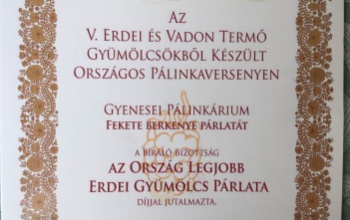 Az
V. Erdei és Vadon Termő
Gyümölcsökből Készült
Országos Pálinkaversenyen
Gyenesei Pálinkárium
Fekete berkenye párlatát
a Bíráló Bizottság
az Ország Legjobb
Erdei Gyümölcs Párlata
díjjal jutalmazta.